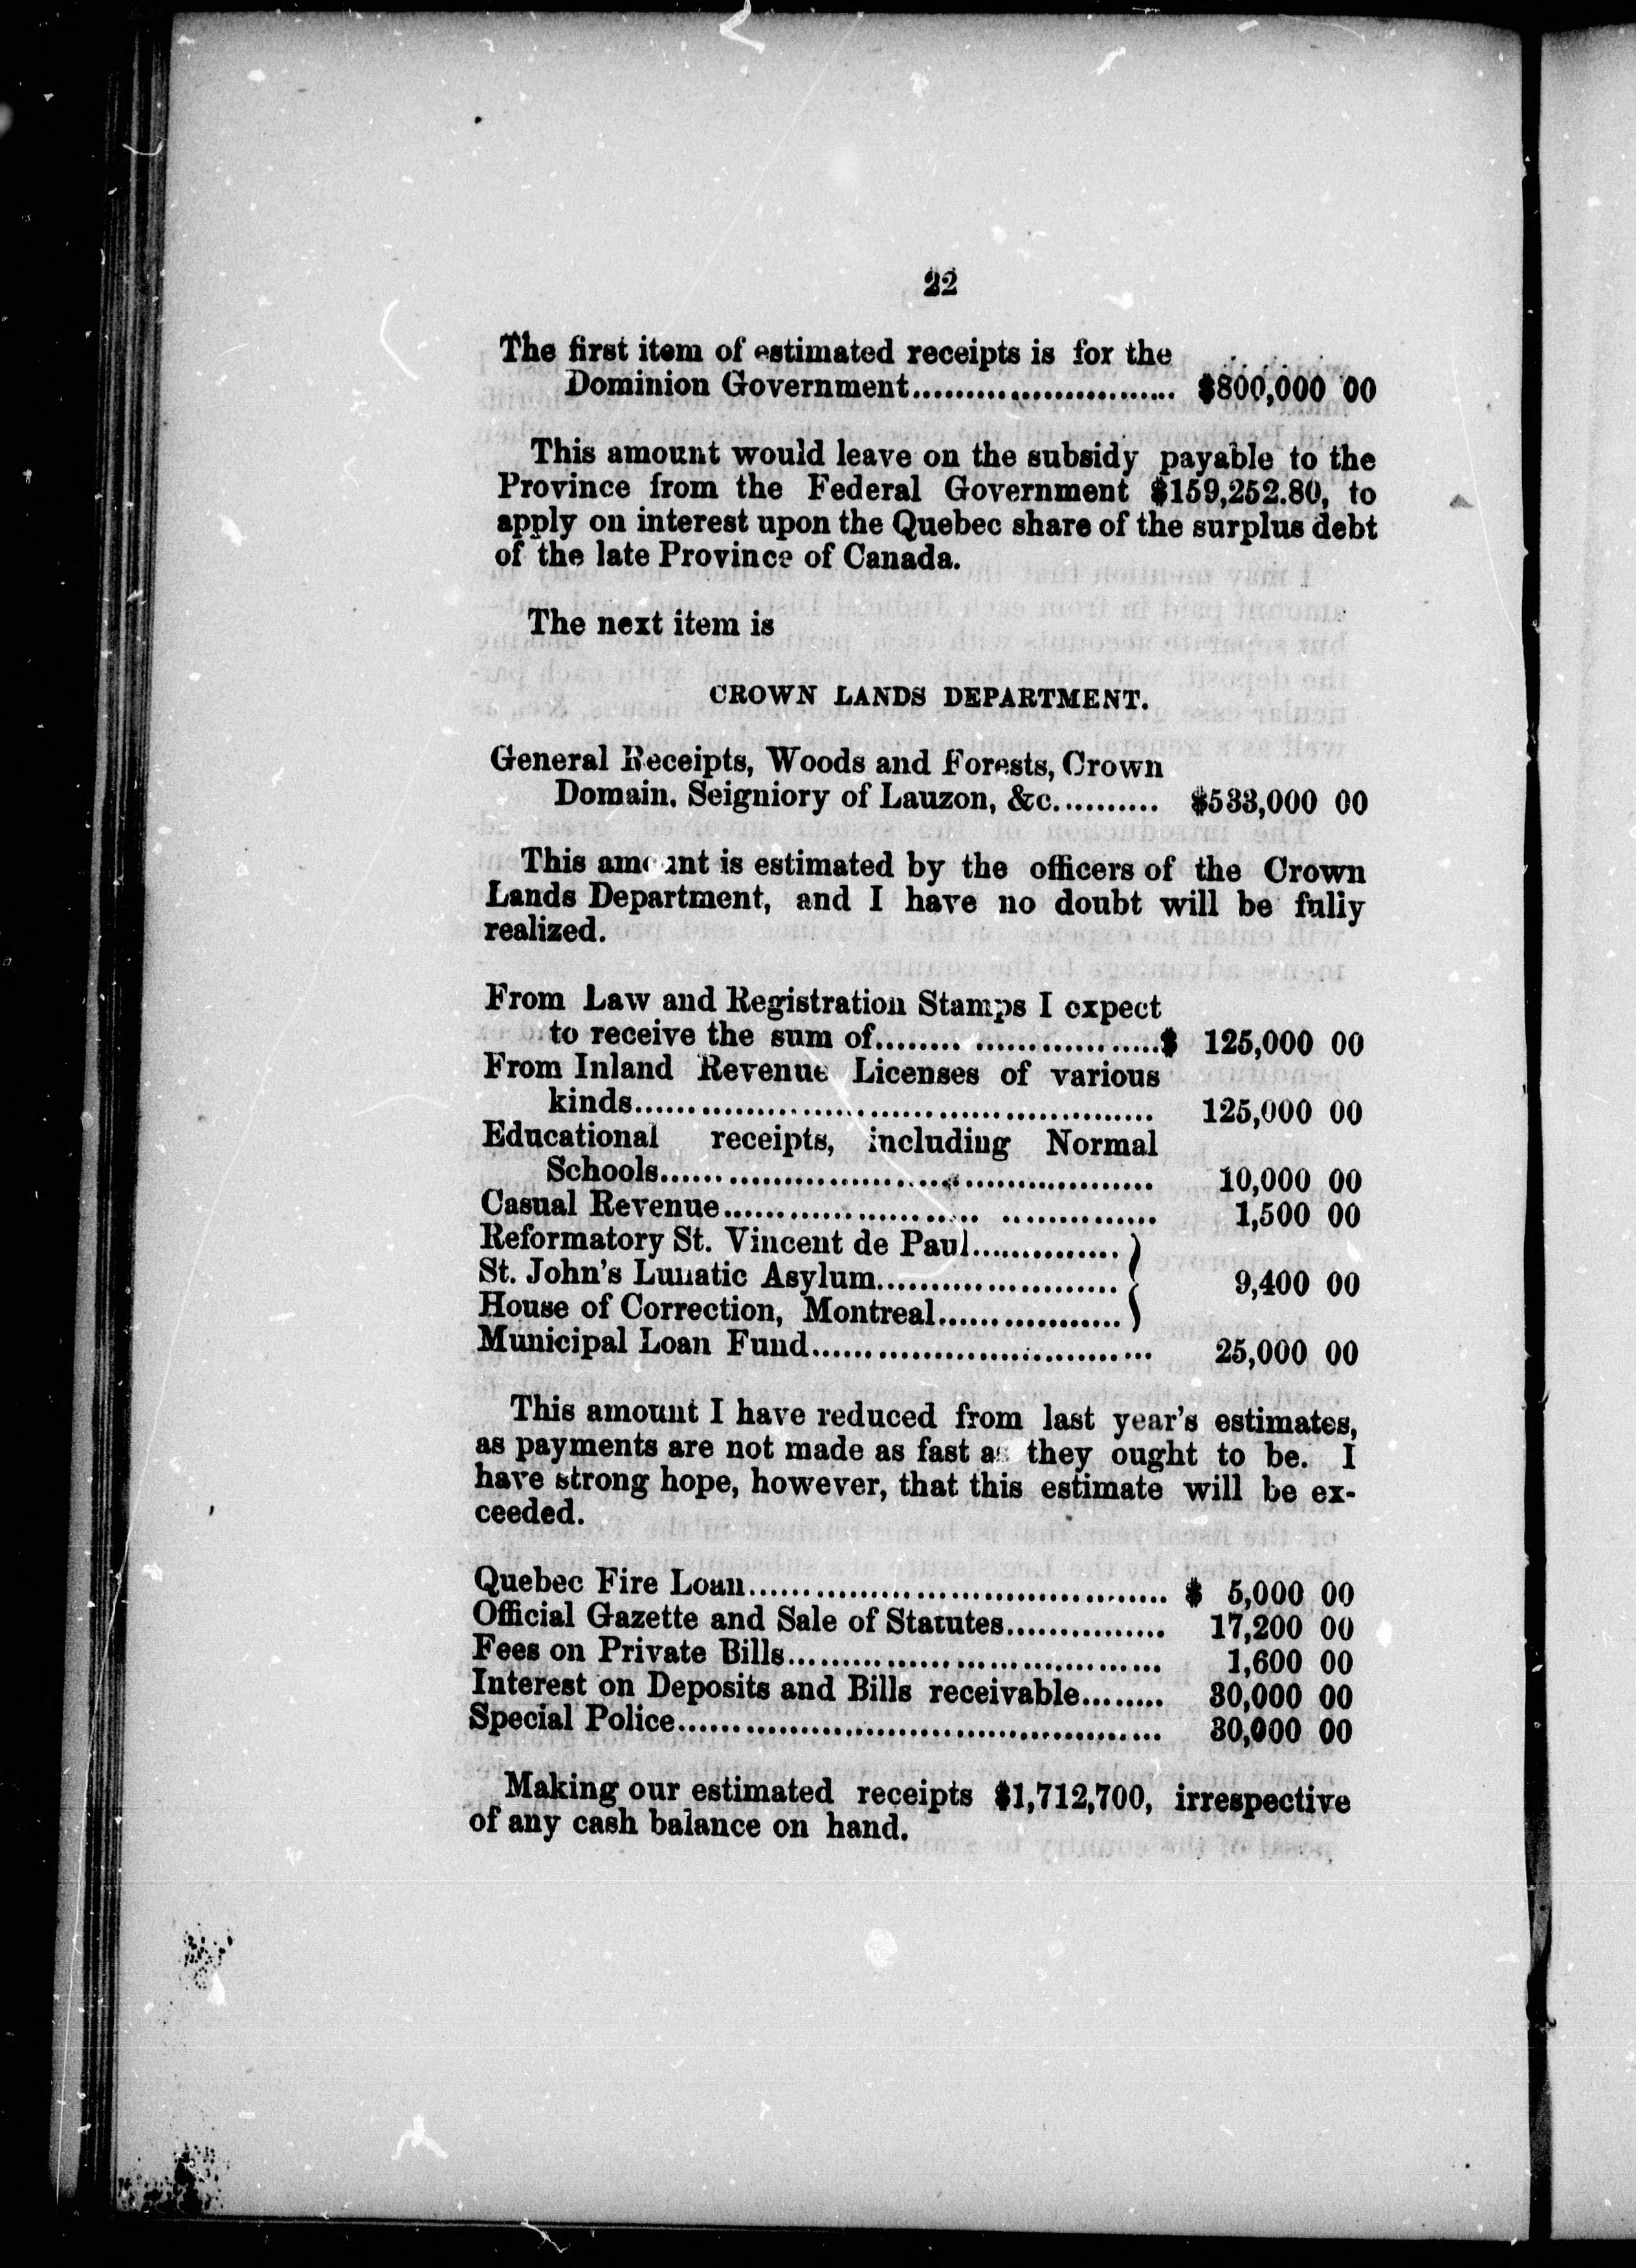 22
The first item of estimated receipts is for the
Dominion Government.......................... $800,000 00
This amount would leave on the subsidy payable to the
Province from the Federal Government $159,252.80, to
apply on interest upon the Quebec share of the surplus debt
of the late Province of Canada.
The next item is
CROWN LANDS DEPARTMENT.
General Receipts, Woods and Forests, Crown
Domain, Seigniory of Lauzon, &c.......... $533,000 00
This amount is estimated by the officers of the Crown
Lands Department, and I have no doubt will be fully
realized.
From Law and Registration Stamps I expect
to receive the sum of........ ...................$ 125,000 00
From Inland Revenue Licenses of various
kinds.................................................. 125,000 00
Educational receipts, including Normal
Schools............................................... 10,000 00
Casual Revenue........................ ............... 1,500 00
Reformatory St. Vincent de Paul............... }
St. John's Lunatic Asylum....................... } 9,400 00
House of Correction, Montreal.................. )
Municipal Loan Fund................................ 25,000 00
This amount I have reduced from last year's estimates,
as payments are not made as fast as they ought to be. I
have strong hope, however, that this estimate will be ex-
ceeded.
Quebec Fire Loan........................................ $ 5,000 00
Official Gazette and Sale of Statutes............... 17,200 00
Fees on Private Bills.................................... 1,600 00
Interest on Deposits and Bills receivable........ 30,000 00
Special Police.............................................. 30,000 00
Making our estimated receipts $1,712,700, irrespective
of any cash balance on hand.